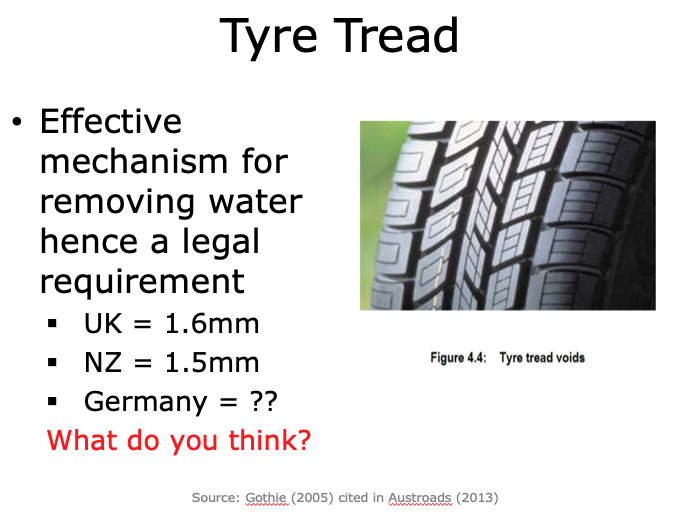 Tyre Tread
• Effective
mechanism for
removing water
hence a legal
requirement
▪ UK = 1.6mm
▪ NZ = 1.5mm
▪ Germany = ??
What do you think?
Figure 4.4: Tyre tread voids
Source: Gothie (2005) cited in Austroads (2013)